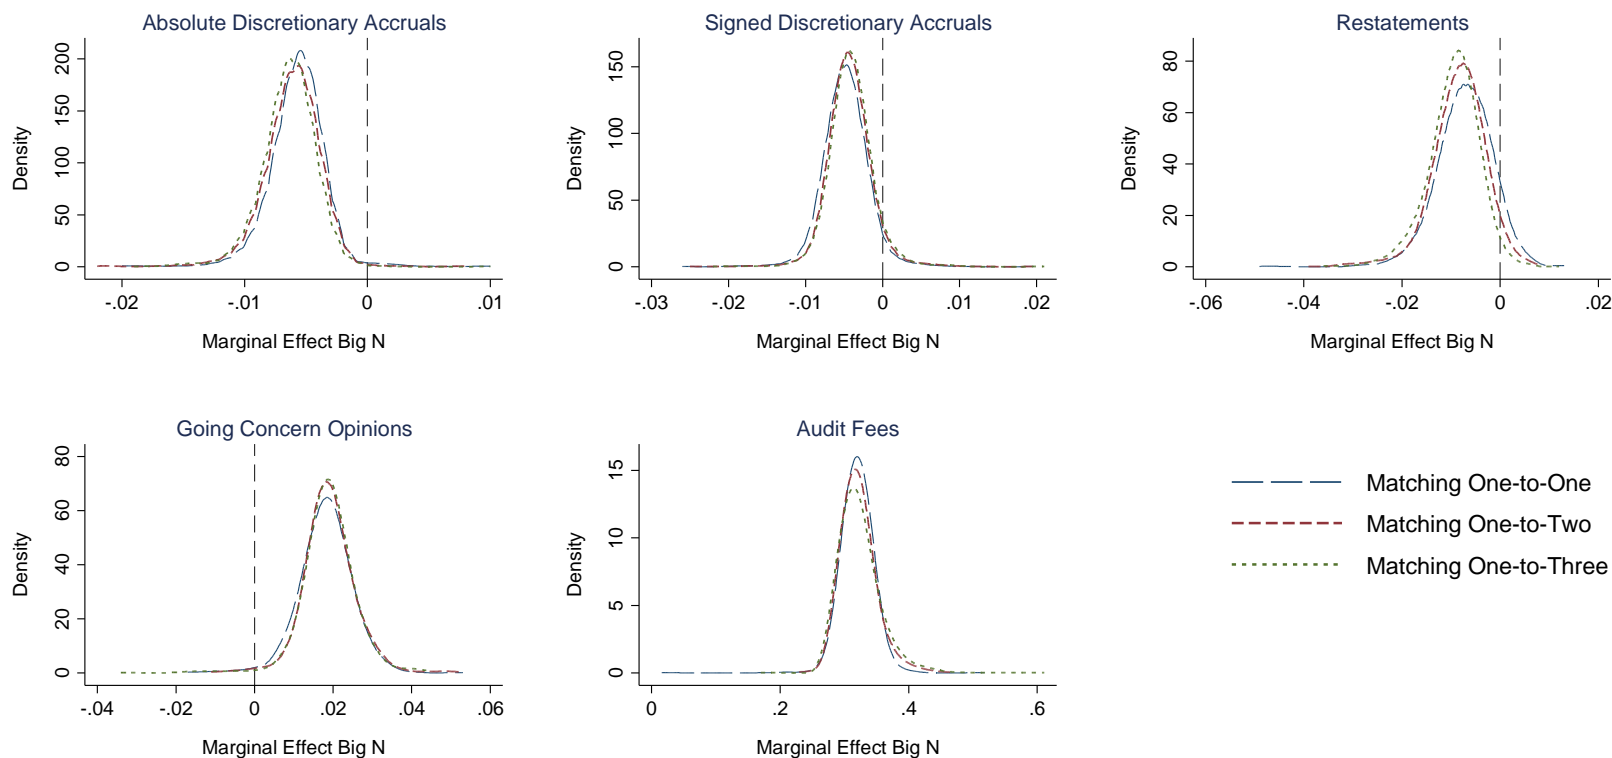 Absolute Discretionary Accruals
Density
0
50
100
150
200
-.02
-.01
0
.01
Marginal Effect Big N
Signed Discretionary Accruals
Density
0
50
100
150
-.03
-.02
-.01
0
.01
.02
Marginal Effect Big N
Restatements
Density
0
20
40
60
80
-.06
-.04
-.02
0
.02
Marginal Effect Big N
Going Concern Opinions
Density
0
20
40
60
80
-.04
-.02
0
.02
.04
.06
Marginal Effect Big N
Audit Fees
Density
0
5
10
15
0
.2
.4
.6
Marginal Effect Big N
Matching One-to-One
Matching One-to-Two
Matching One-to-Three